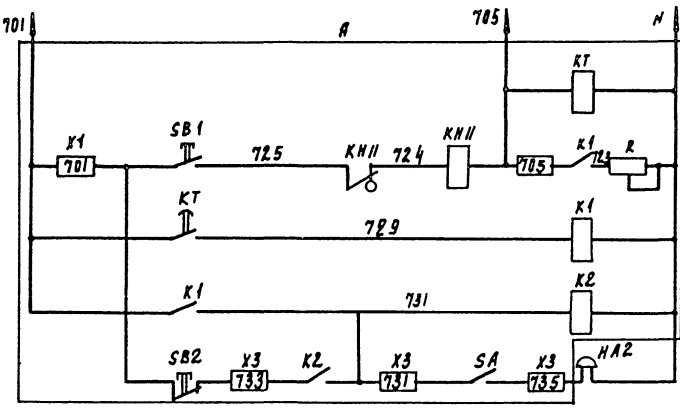 701 A 705 N
KT
X1 SB1 725 KH11 724 KH11 K1 R
701 705 723
KT 729 K1
K1 731 K2
SB2 X3 K2 X3 SA X3 HA2
733 731 735